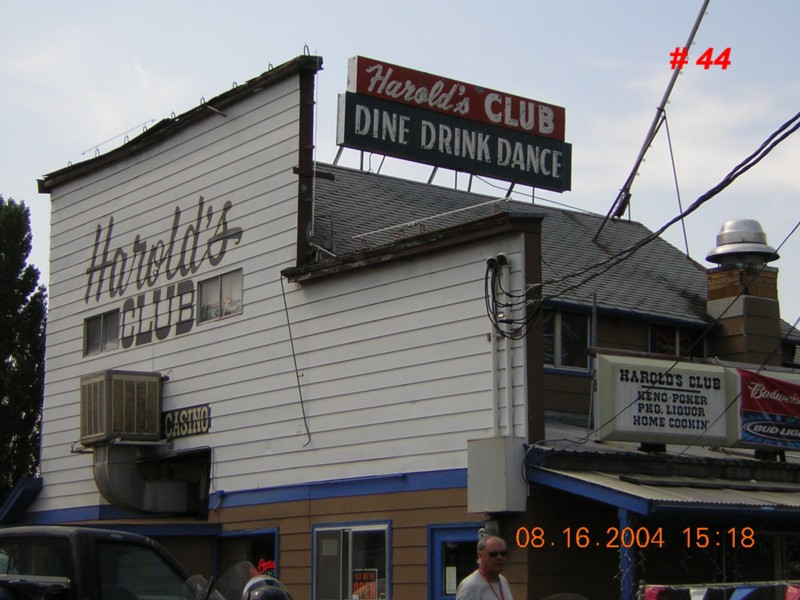 # 44
Harold's CLUB
DINE DRINK DANCE
Harold's
CLUB
CASINO
HAROLD'S CLUB
KENO POKER
PKG. LIQUOR
HOME COOKIN'
Budweiser
BUD LIGHT
OPEN
08.16.2004 15:18